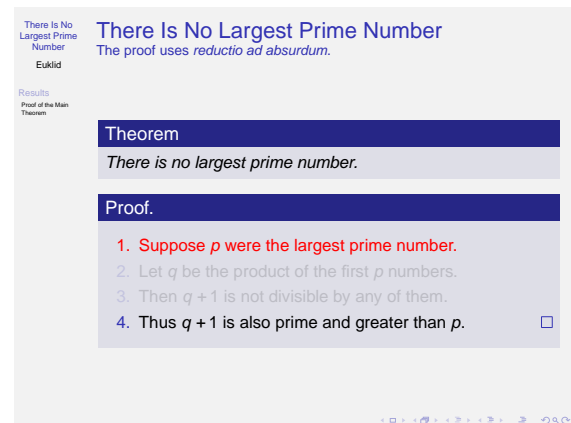 There Is No
Largest Prime
Number
Euklid
Results
Proof of the Main
Theorem
There Is No Largest Prime Number
The proof uses reductio ad absurdum.
Theorem
There is no largest prime number.
Proof.
1. Suppose p were the largest prime number.
2. Let q be the product of the first p numbers.
3. Then q + 1 is not divisible by any of them.
4. Thus q + 1 is also prime and greater than p.